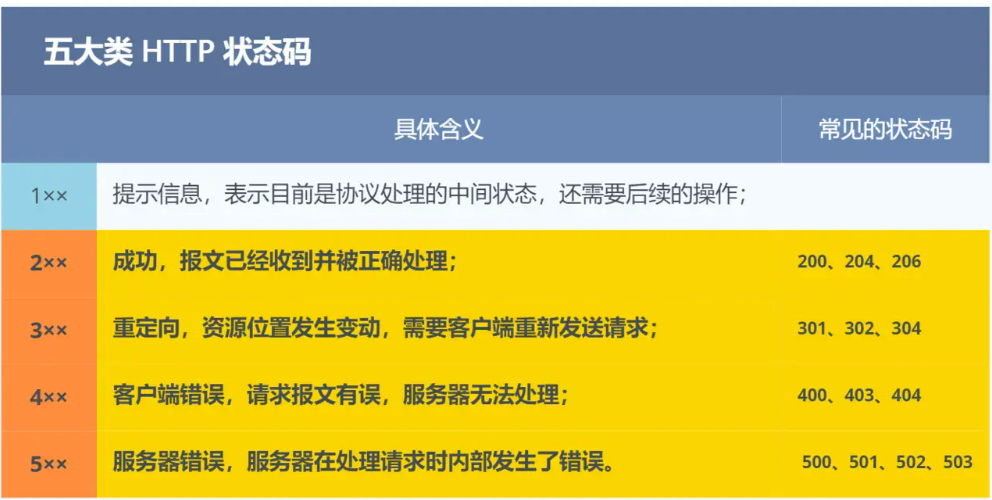 五大类 HTTP 状态码
具体含义 常见的状态码
1×× 提示信息，表示目前是协议处理的中间状态，还需要后续的操作；
2×× 成功，报文已经收到并被正确处理； 200、204、206
3×× 重定向，资源位置发生变动，需要客户端重新发送请求； 301、302、304
4×× 客户端错误，请求报文有误，服务器无法处理； 400、403、404
5×× 服务器错误，服务器在处理请求时内部发生了错误。 500、501、502、503